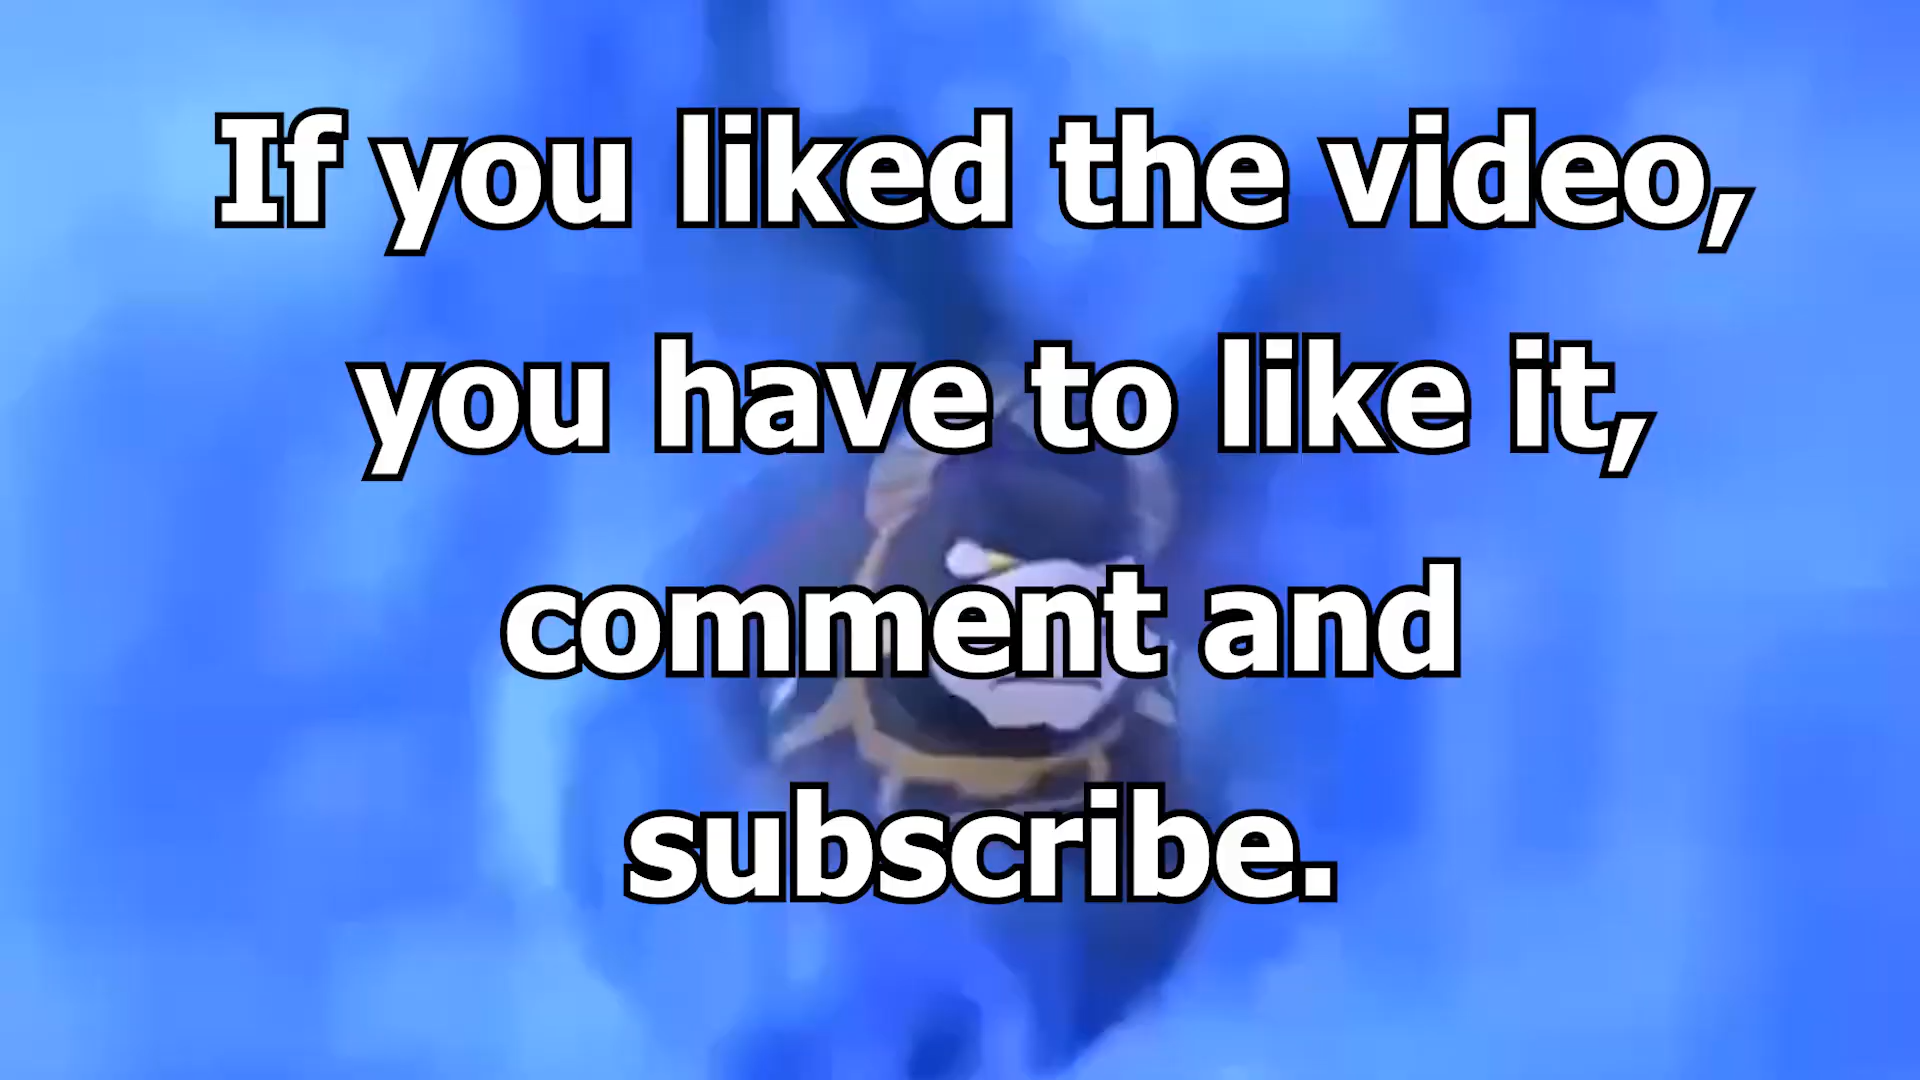 If you liked the video,
you have to like it,
comment and
subscribe.